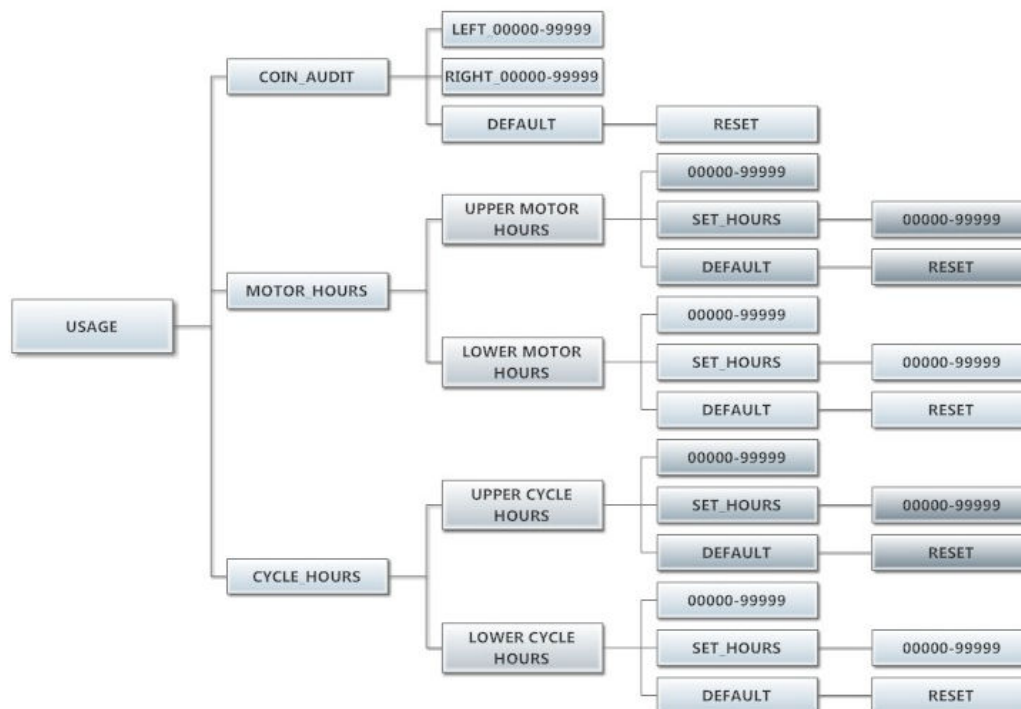 LEFT_00000-99999
COIN_AUDIT
RIGHT_00000-99999
DEFAULT
RESET
00000-99999
UPPER MOTOR
HOURS
SET_HOURS
00000-99999
DEFAULT
RESET
MOTOR_HOURS
USAGE
00000-99999
LOWER MOTOR
HOURS
SET_HOURS
00000-99999
DEFAULT
RESET
00000-99999
UPPER CYCLE
HOURS
SET_HOURS
00000-99999
DEFAULT
RESET
CYCLE_HOURS
00000-99999
LOWER CYCLE
HOURS
SET_HOURS
00000-99999
DEFAULT
RESET